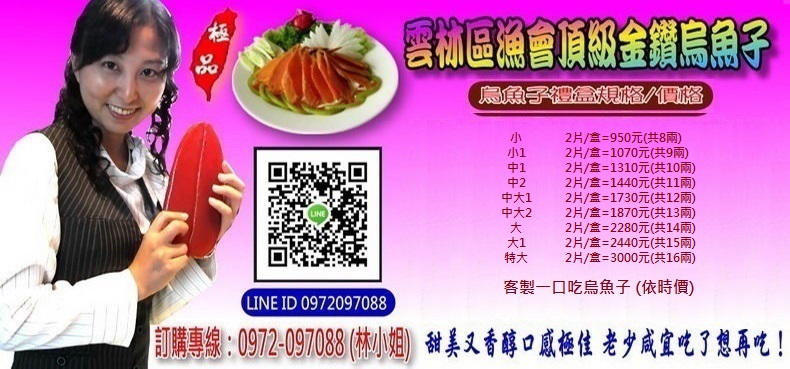 極品
雲林區漁會頂級金鑽烏魚子
烏魚子禮盒規格/價格
小 2片/盒=950元(共8兩)
小1 2片/盒=1070元(共9兩)
中1 2片/盒=1310元(共10兩)
中2 2片/盒=1440元(共11兩)
中大1 2片/盒=1730元(共12兩)
中大2 2片/盒=1870元(共13兩)
大 2片/盒=2280元(共14兩)
大1 2片/盒=2440元(共15兩)
特大 2片/盒=3000元(共16兩)
客製一口吃烏魚子 (依時價)
LINE
LINE ID 0972097088
訂購專線：0972-097088 (林小姐)
甜美又香醇口感極佳 老少咸宜吃了想再吃！